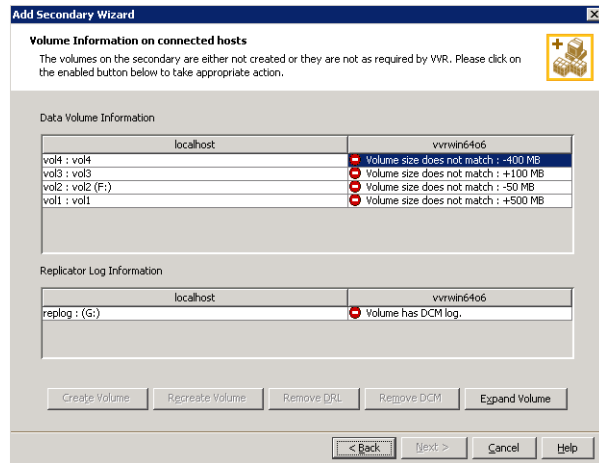 Add Secondary Wizard
Volume Information on connected hosts
The volumes on the secondary are either not created or they are not as required by VVR. Please click on
the enabled button below to take appropriate action.
Data Volume Information
localhost vvrwin64o6
vol4 : vol4 Volume size does not match : -400 MB
vol3 : vol3 Volume size does not match : +100 MB
vol2 : vol2 (F:) Volume size does not match : -50 MB
vol1 : vol1 Volume size does not match : +500 MB
Replicator Log Information
localhost vvrwin64o6
replog : (G:) Volume has DCM log.
Create Volume Recreate Volume Remove DRL Remove DCM Expand Volume
< Back Next > Cancel Help